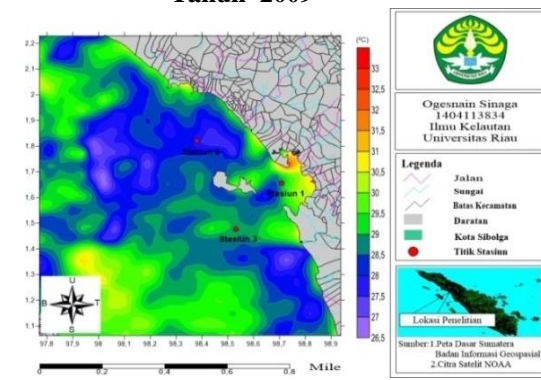 Tahun 2009
2.2
2.1
2
1.9
1.8
1.7
1.6
1.5
1.4
1.3
1.2
1.1
97.8
97.9
98
98.1
98.2
98.3
98.4
98.5
98.6
98.7
98.8
98.9
Stasiun 1
Stasiun 3
U
B T
S
(°C)
33
32.5
32
31.5
31
30.5
30
29.5
29
28.5
28
27.5
27
26.5
0 0.2 0.4 0.6 0.8 Mile
Ogesnain Sinaga
1404113834
Ilmu Kelautan
Universitas Riau
Legenda
Jalan
Sungai
Batas Kecamatan
Daratan
Kota Sibolga
Titik Stasiun
Lokasi Penelitian
Sumber:1.Peta Dasar Sumatera
Badan Informasi Geospasial
2.Citra Satelit NOAA